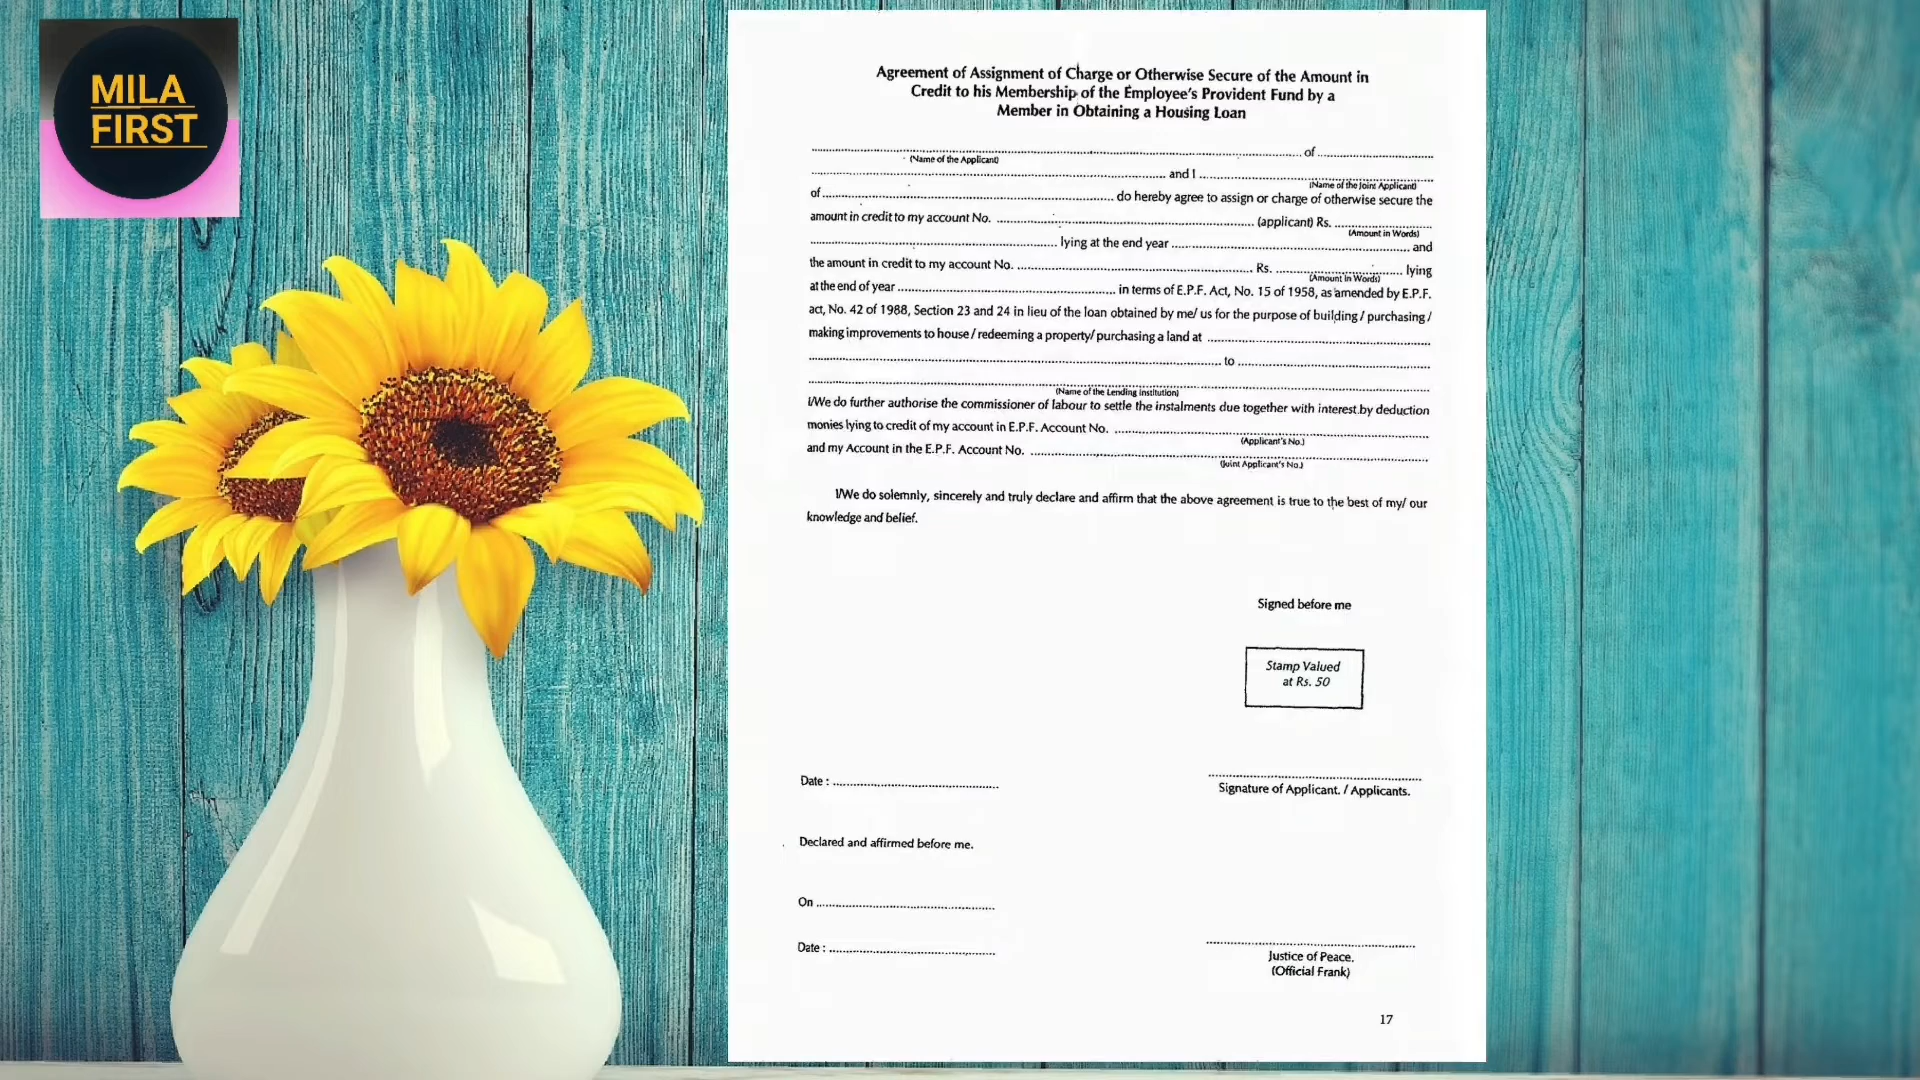 MILA
FIRST
Agreement of Assignment of Charge or Otherwise Secure of the Amount in
Credit to his Membership of the Employee's Provident Fund by a
Member in Obtaining a Housing Loan
.......... of ..........
(Name of the Applicant)
.......... and I ..........
(Name of the Joint Applicant)
of .......... do hereby agree to assign or charge of otherwise secure the
amount in credit to my account No. .......... (applicant) Rs. ..........
(Amount in Words)
.......... lying at the end year .......... and
the amount in credit to my account No. .......... Rs. .......... lying
(Amount in Words)
at the end of year .......... in terms of E.P.F. Act, No. 15 of 1958, as amended by E.P.F.
act, No. 42 of 1988, Section 23 and 24 in lieu of the loan obtained by me/ us for the purpose of building / purchasing /
making improvements to house / redeeming a property/ purchasing a land at ..........
.......... to ..........
(Name of the Lending Institution)
I/We do further authorise the commissioner of labour to settle the instalments due together with interest by deduction
monies lying to credit of my account in E.P.F. Account No. ..........
(Applicant's No.)
and my Account in the E.P.F. Account No. ..........
(Joint Applicant's No.)
I/We do solemnly, sincerely and truly declare and affirm that the above agreement is true to the best of my/ our
knowledge and belief.
Signed before me
Stamp Valued
at Rs. 50
Date : ..........
Signature of Applicant. / Applicants.
Declared and affirmed before me.
On ..........
Date : ..........
Justice of Peace.
(Official Frank)
17